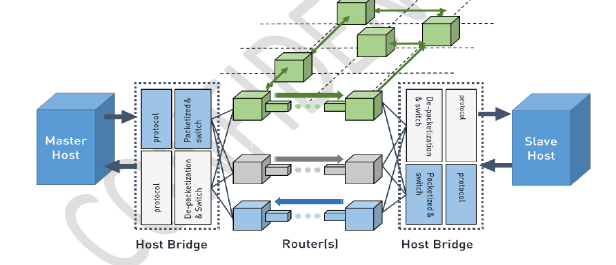 Master
Host
protocol
Packetized &
switch
protocol
De-packetization
& Switch
De-packetization
& switch
protocol
Packetized &
switch
protocol
Slave
Host
Host Bridge
Router(s)
Host Bridge